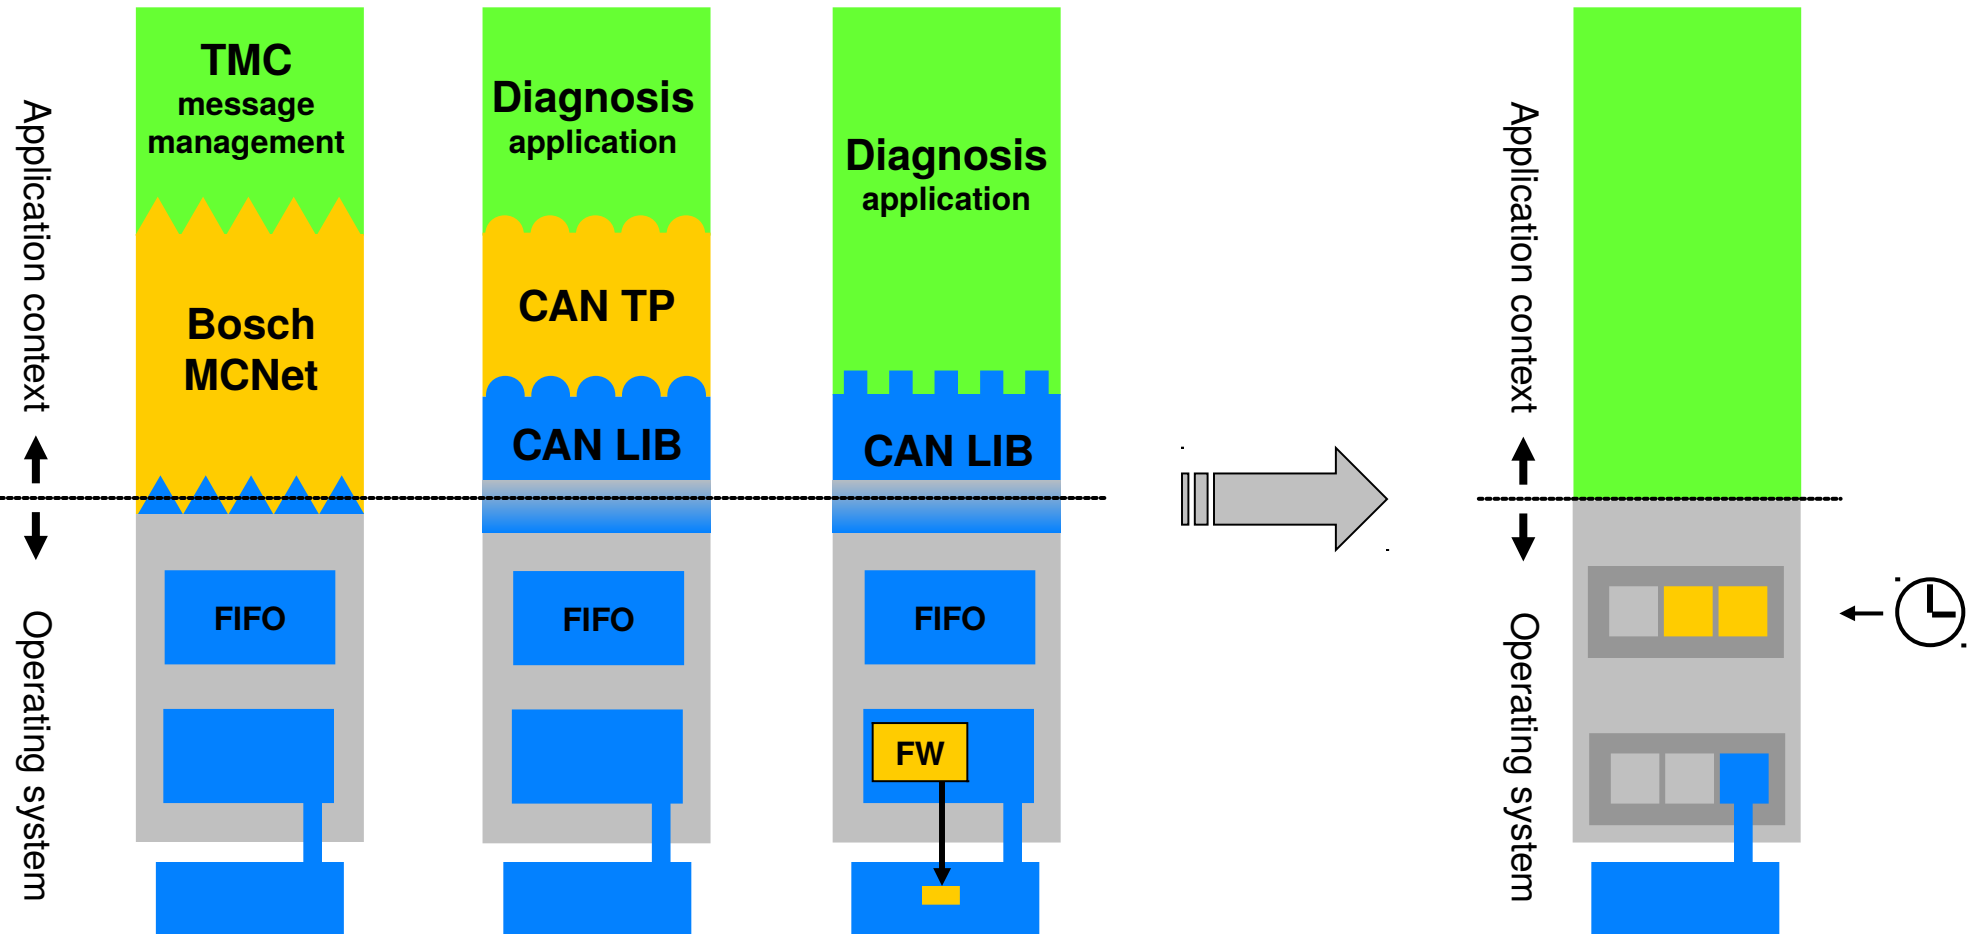 Application context
Operating system
TMC
message
management
Bosch
MCNet
FIFO
Diagnosis
application
CAN TP
CAN LIB
FIFO
Diagnosis
application
CAN LIB
FIFO
FW
Application context
Operating system